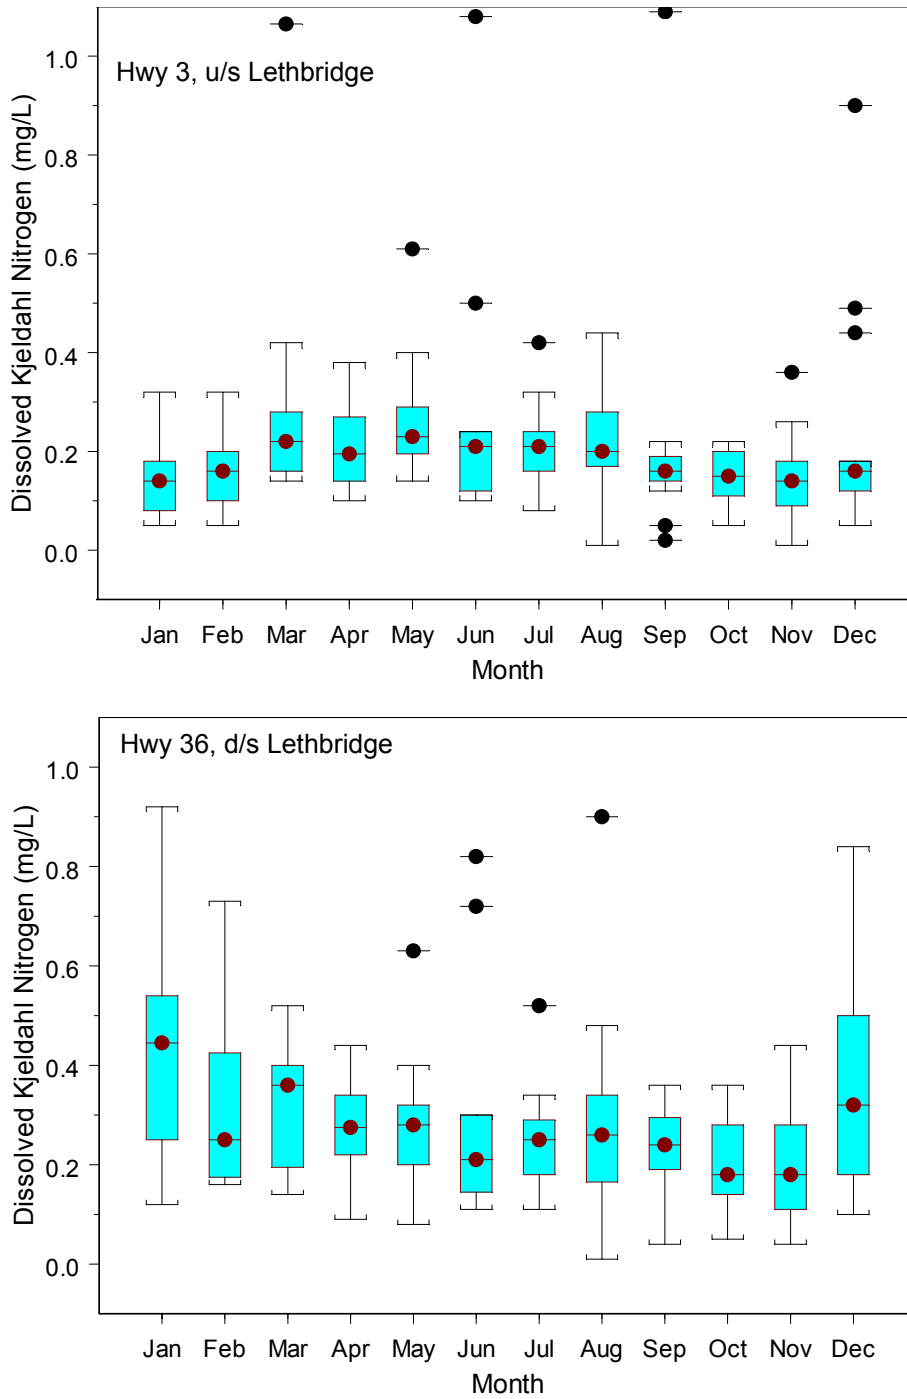 Hwy 3, u/s Lethbridge
Dissolved Kjeldahl Nitrogen (mg/L)
1.0
0.8
0.6
0.4
0.2
0.0
Jan Feb Mar Apr May Jun Jul Aug Sep Oct Nov Dec
Month
Hwy 36, d/s Lethbridge
Dissolved Kjeldahl Nitrogen (mg/L)
1.0
0.8
0.6
0.4
0.2
0.0
Jan Feb Mar Apr May Jun Jul Aug Sep Oct Nov Dec
Month